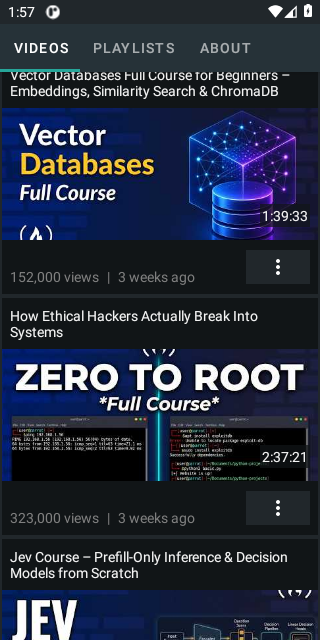 1:57
VIDEOS PLAYLISTS ABOUT
Vector Databases Full Course for Beginners –
Embeddings, Similarity Search & ChromaDB
Vector
Databases
Full Course
1:39:33
152,000 views | 3 weeks ago
How Ethical Hackers Actually Break Into
Systems
ZERO TO ROOT
*Full Course*
2:37:21
323,000 views | 3 weeks ago
Jev Course – Prefill-Only Inference & Decision
Models from Scratch
JEV